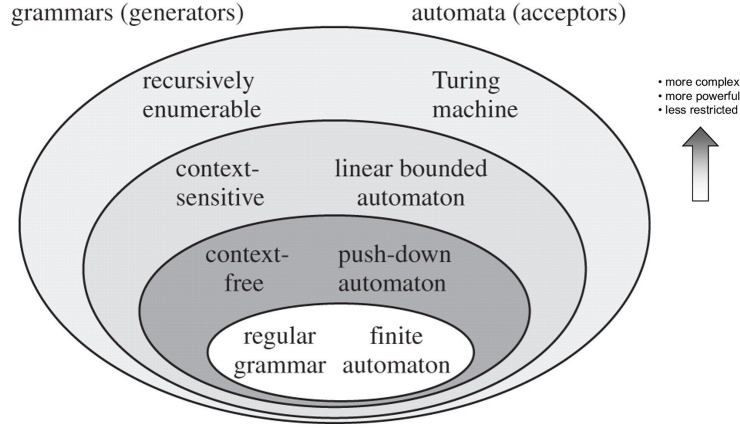 grammars (generators)
automata (acceptors)
recursively
enumerable
Turing
machine
• more complex
• more powerful
• less restricted
context-
sensitive
linear bounded
automaton
context-
free
push-down
automaton
regular
grammar
finite
automaton